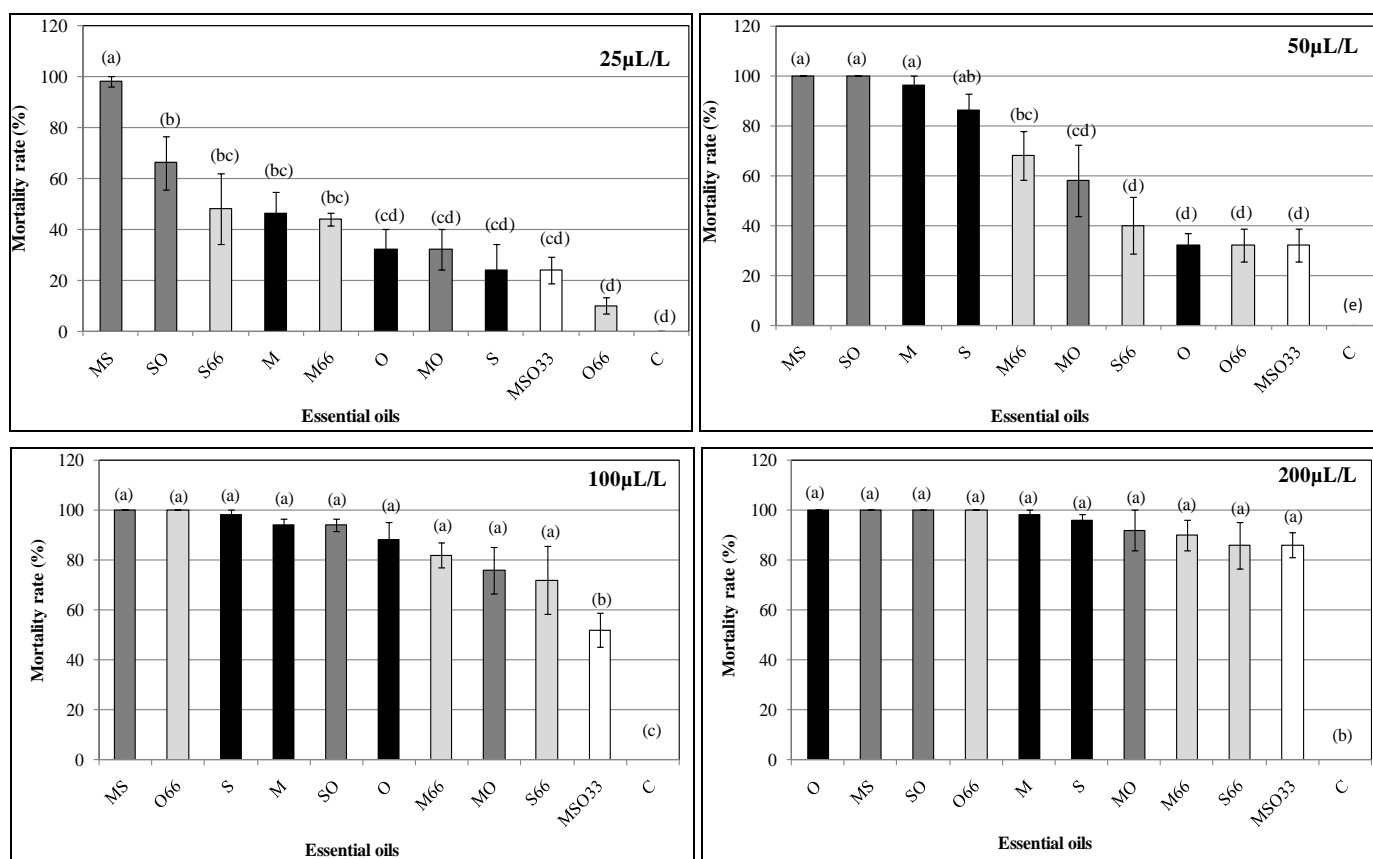 25µL/L
Mortality rate (%)
120
100
80
60
40
20
0
(a)
(b)
(bc)
(bc)
(bc)
(cd)
(cd)
(cd)
(cd)
(d)
(d)
MS
SO
S66
M
M66
O
MO
S
MSO33
O66
C
Essential oils
50µL/L
Mortality rate (%)
120
100
80
60
40
20
0
(a)
(a)
(a)
(ab)
(bc)
(cd)
(d)
(d)
(d)
(d)
(e)
MS
SO
M
S
M66
MO
S66
O
O66
MSO33
C
Essential oils
100µL/L
Mortality rate (%)
120
100
80
60
40
20
0
(a)
(a)
(a)
(a)
(a)
(a)
(a)
(a)
(a)
(b)
(c)
MS
O66
S
M
SO
O
M66
MO
S66
MSO33
C
Essential oils
200µL/L
Mortality rate (%)
120
100
80
60
40
20
0
(a)
(a)
(a)
(a)
(a)
(a)
(a)
(a)
(a)
(a)
(b)
O
MS
SO
O66
M
S
MO
M66
S66
MSO33
C
Essential oils